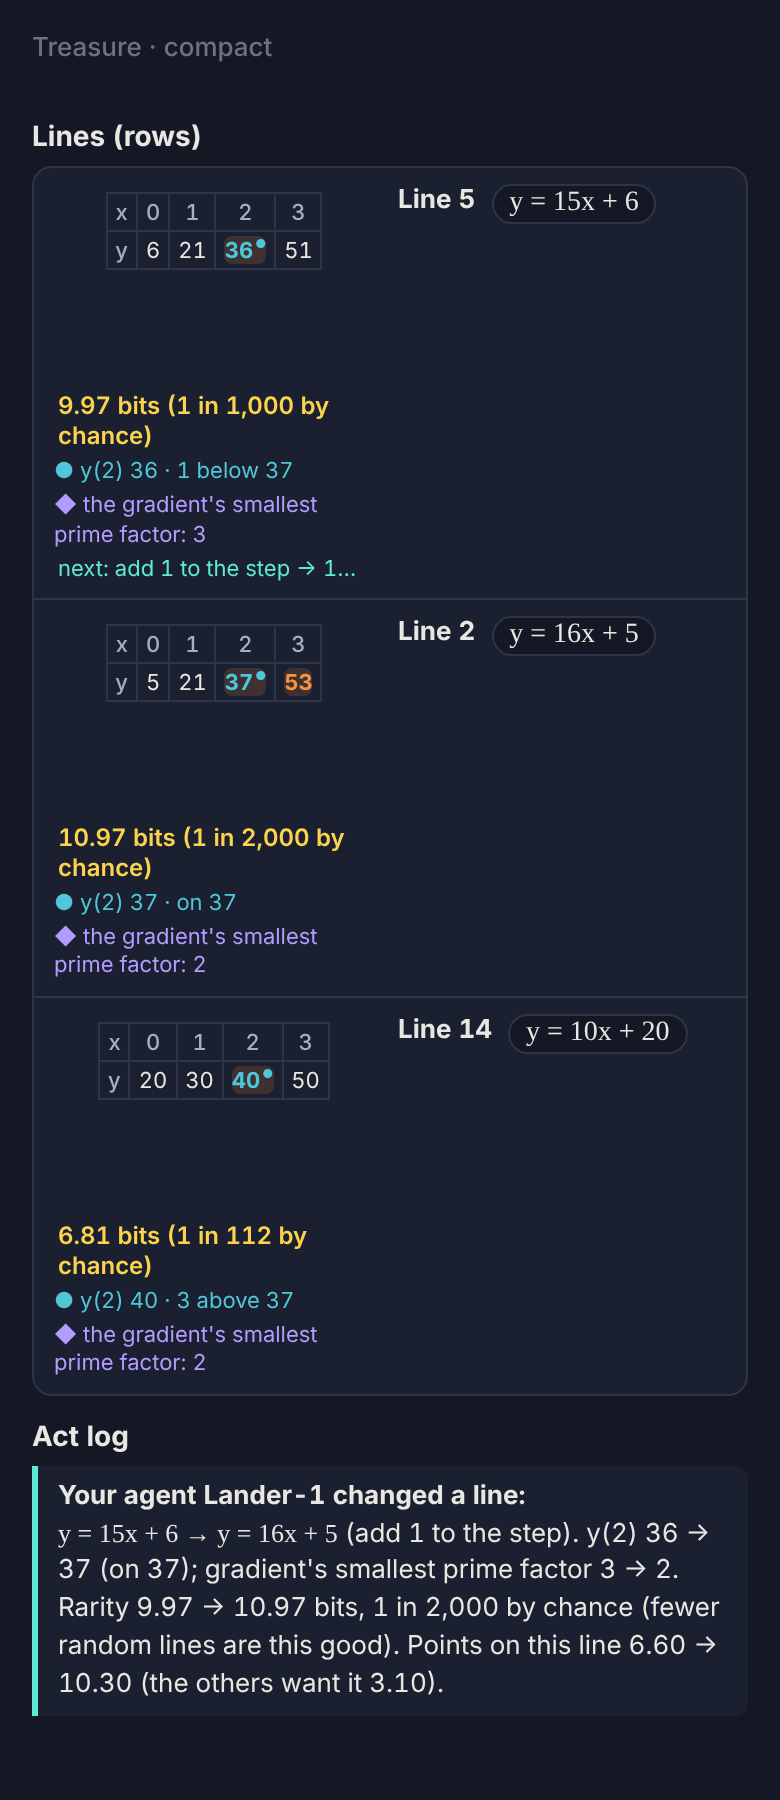 Treasure · compact
Lines (rows)
x 0 1 2 3
y 6 21 36 51
Line 5 y = 15x + 6
9.97 bits (1 in 1,000 by
chance)
y(2) 36 · 1 below 37
the gradient's smallest
prime factor: 3
next: add 1 to the step → 1...
x 0 1 2 3
y 5 21 37 53
Line 2 y = 16x + 5
10.97 bits (1 in 2,000 by
chance)
y(2) 37 · on 37
the gradient's smallest
prime factor: 2
x 0 1 2 3
y 20 30 40 50
Line 14 y = 10x + 20
6.81 bits (1 in 112 by
chance)
y(2) 40 · 3 above 37
the gradient's smallest
prime factor: 2
Act log
Your agent Lander-1 changed a line:
y = 15x + 6 → y = 16x + 5 (add 1 to the step). y(2) 36 →
37 (on 37); gradient's smallest prime factor 3 → 2.
Rarity 9.97 → 10.97 bits, 1 in 2,000 by chance (fewer
random lines are this good). Points on this line 6.60 →
10.30 (the others want it 3.10).